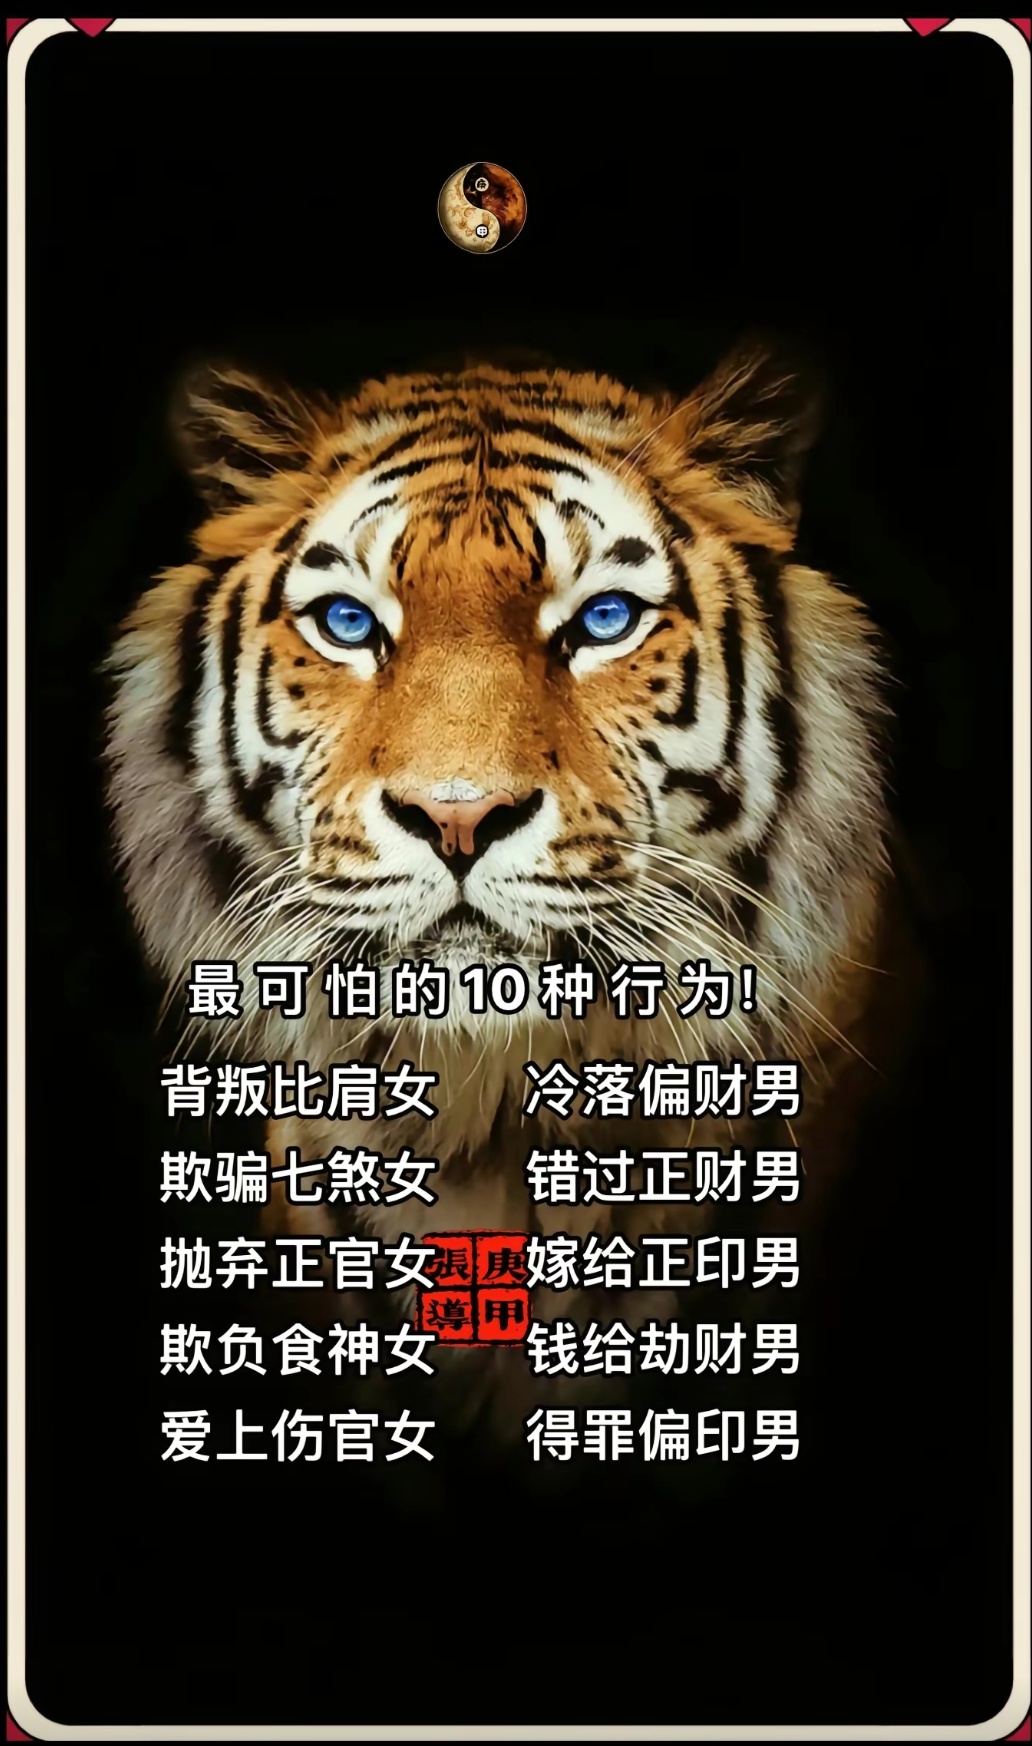 最可怕的10种行为!
背叛比肩女 冷落偏财男
欺骗七煞女 错过正财男
抛弃正官女 嫁给正印男
欺负食神女 钱给劫财男
爱上伤官女 得罪偏印男
張庚
導甲